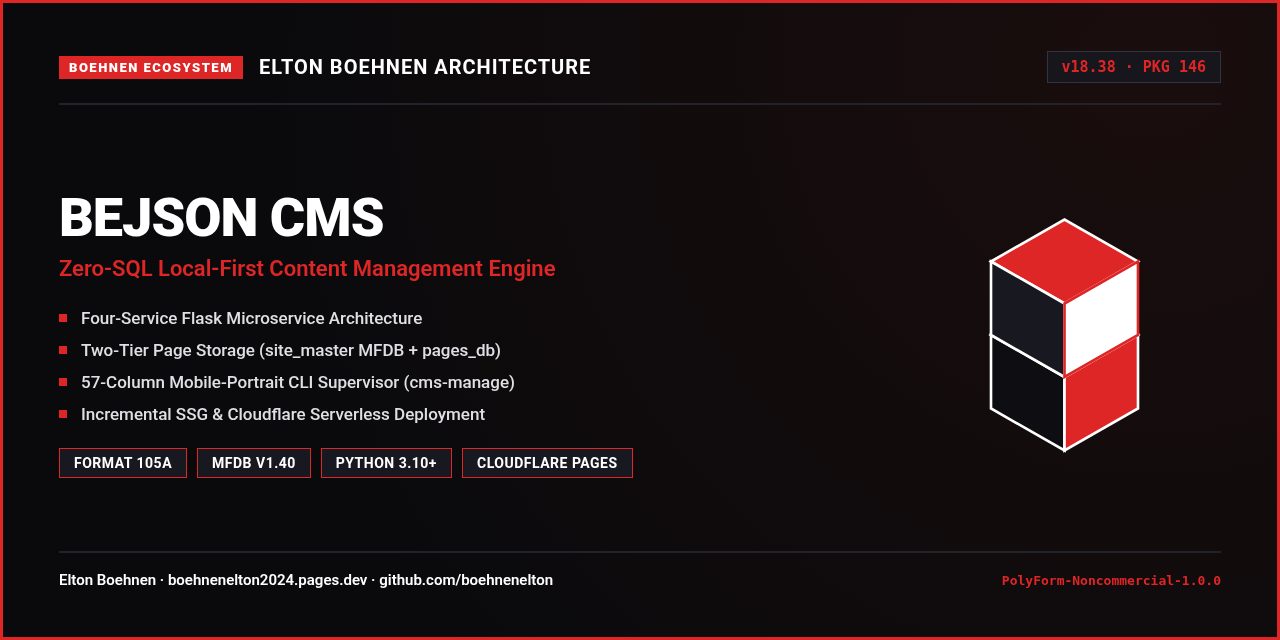 BOEHNEN ECOSYSTEM
ELTON BOEHNEN ARCHITECTURE
v18.38 · PKG 146
BEJSON CMS
Zero-SQL Local-First Content Management Engine
Four-Service Flask Microservice Architecture
Two-Tier Page Storage (site_master MFDB + pages_db)
57-Column Mobile-Portrait CLI Supervisor (cms-manage)
Incremental SSG & Cloudflare Serverless Deployment
FORMAT 105A
MFDB V1.40
PYTHON 3.10+
CLOUDFLARE PAGES
Elton Boehnen · boehnenelton2024.pages.dev · github.com/boehnenelton
PolyForm-Noncommercial-1.0.0